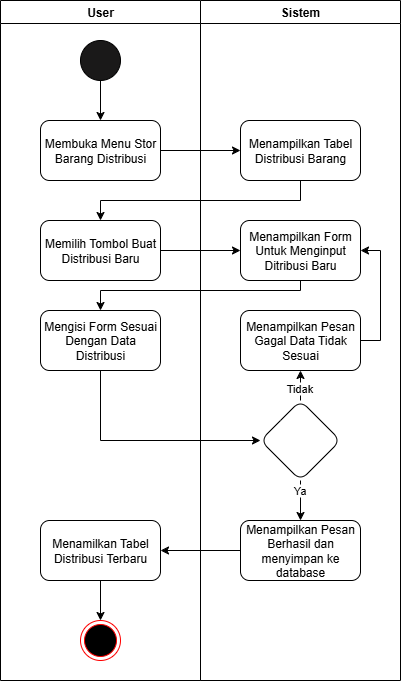 User
Sistem
Membuka Menu Stor
Barang Distribusi
Menampilkan Tabel
Distribusi Barang
Memilih Tombol Buat
Distribusi Baru
Menampilkan Form
Untuk Menginput
Ditribusi Baru
Mengisi Form Sesuai
Dengan Data
Distribusi
Menampilkan Pesan
Gagal Data Tidak
Sesuai
Tidak
Ya
Menamilkan Tabel
Distribusi Terbaru
Menampilkan Pesan
Berhasil dan
menyimpan ke
database